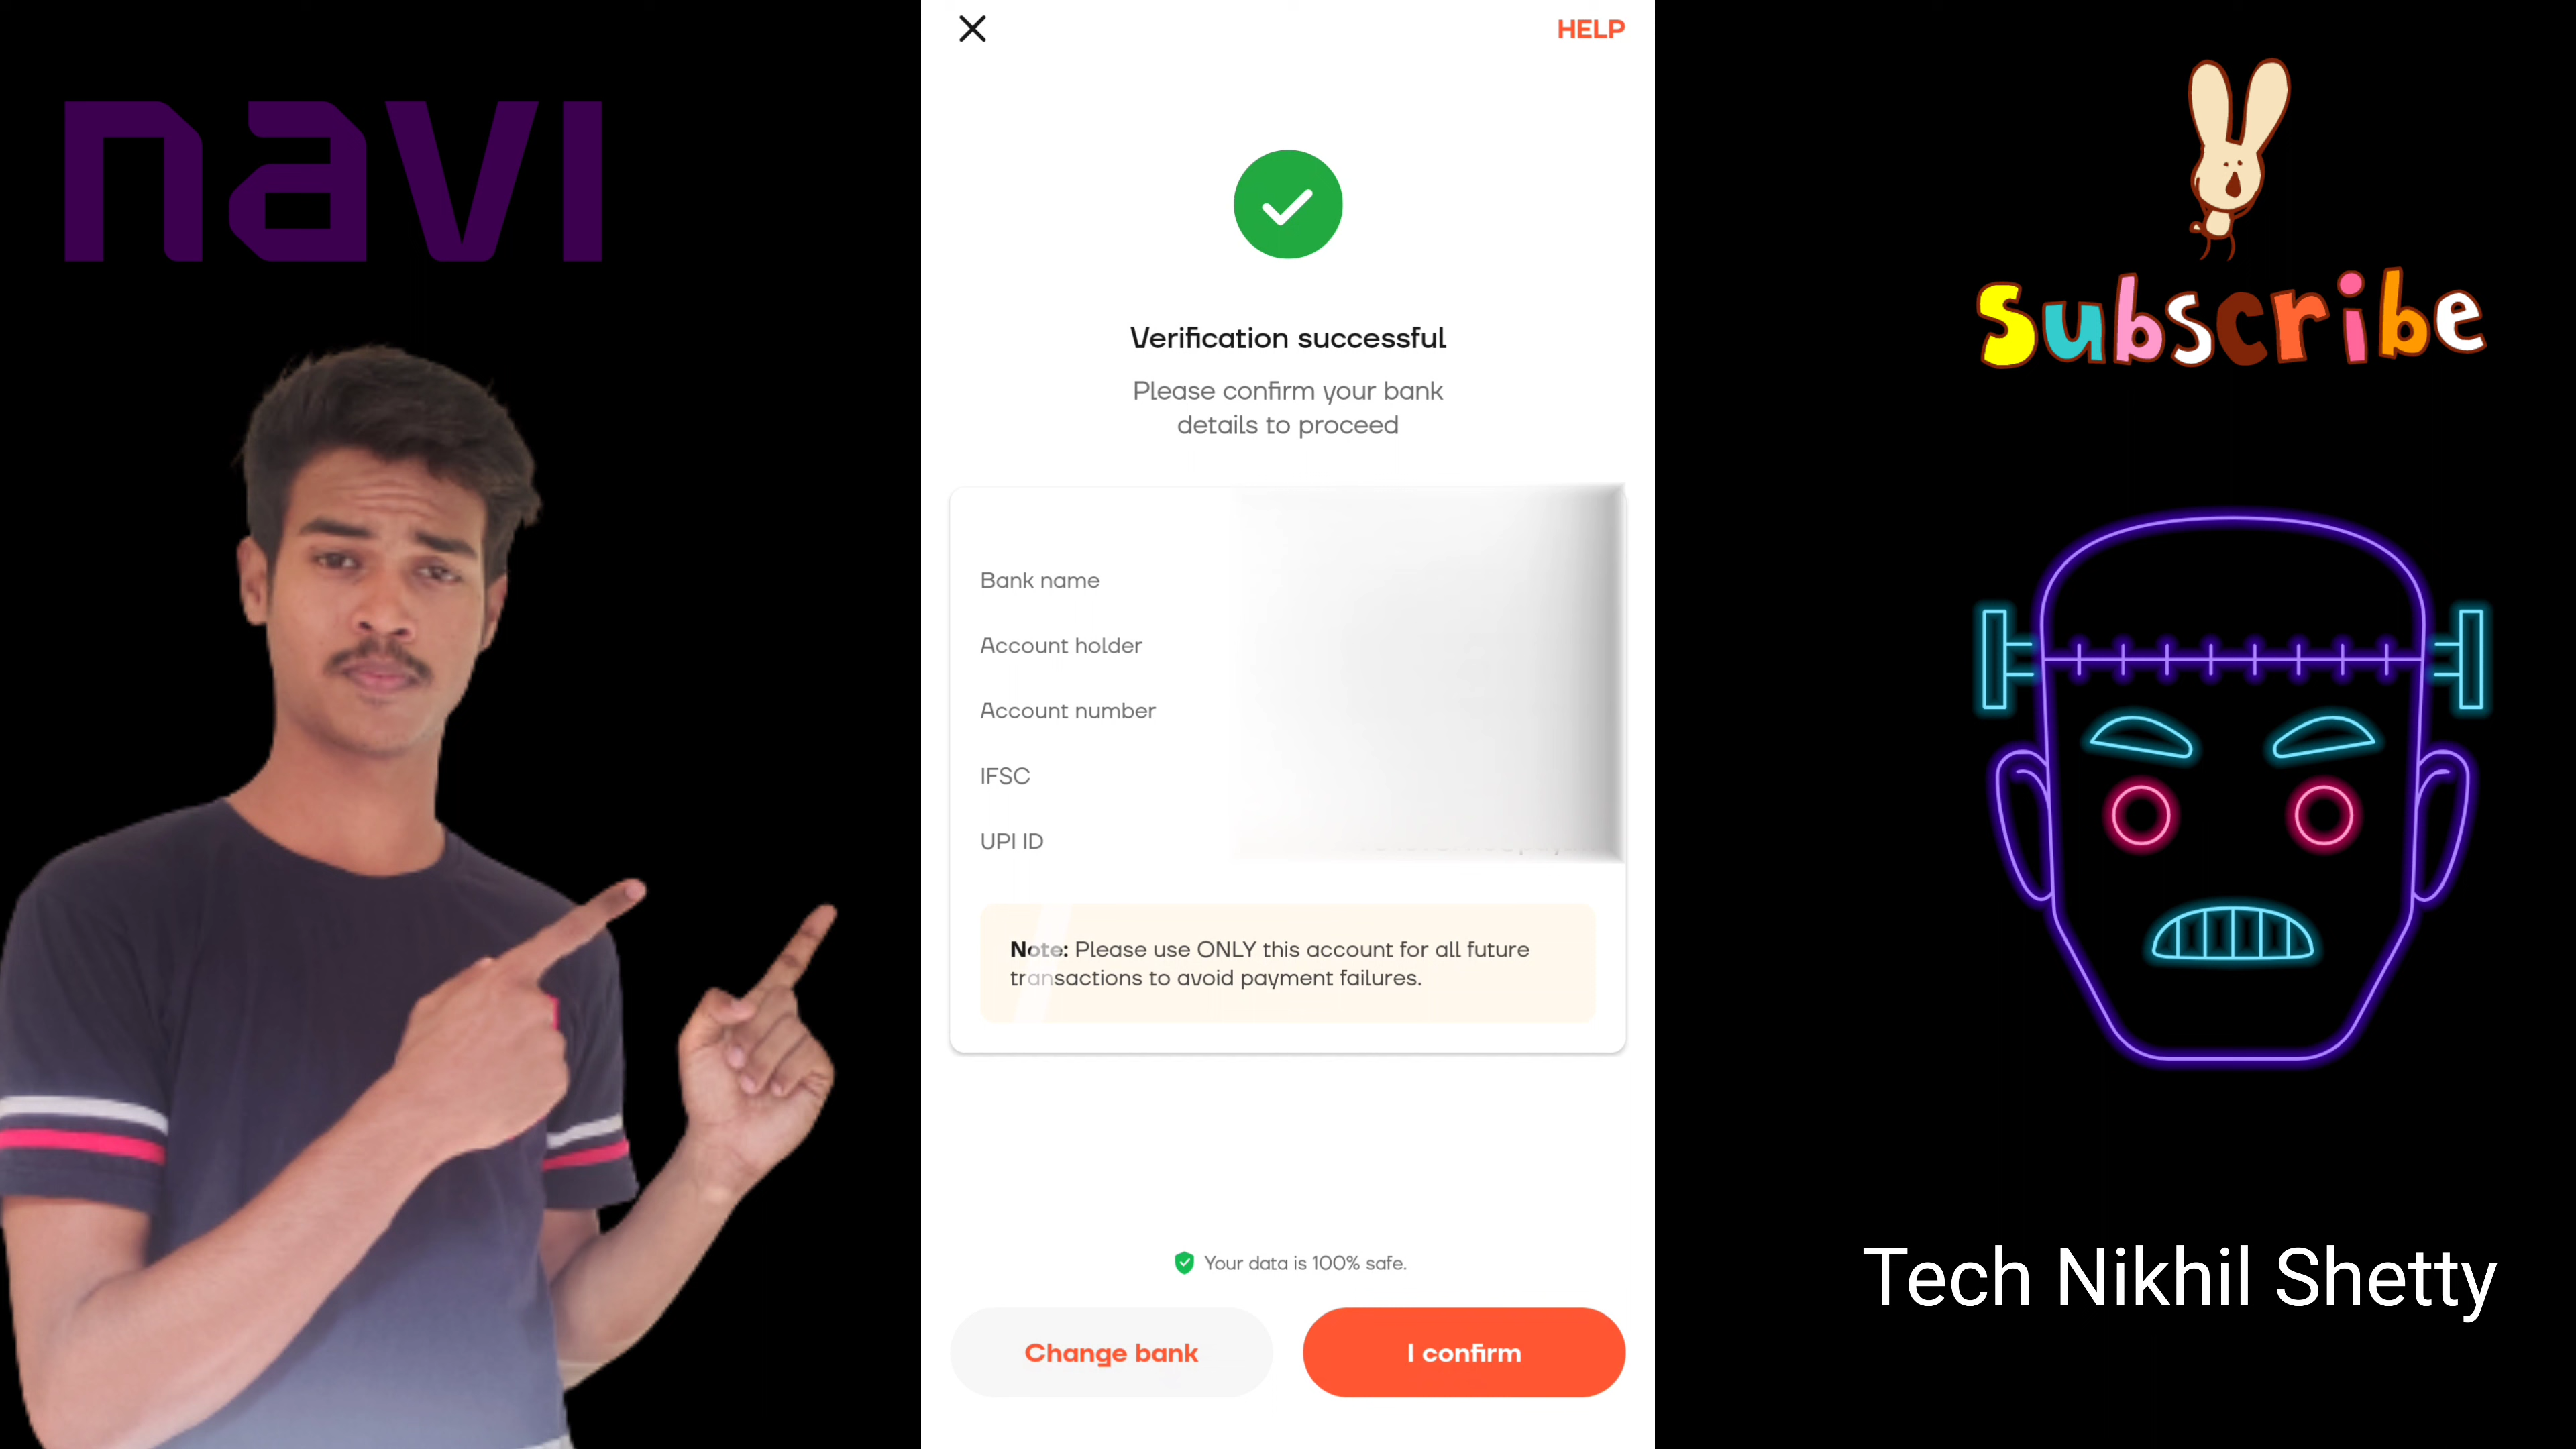 navi
HELP
Verification successful
Please confirm your bank
details to proceed
Bank name
Account holder
Account number
IFSC
UPI ID
Note: Please use ONLY this account for all future
transactions to avoid payment failures.
Your data is 100% safe.
Change bank
I confirm
Subscribe
Tech Nikhil Shetty